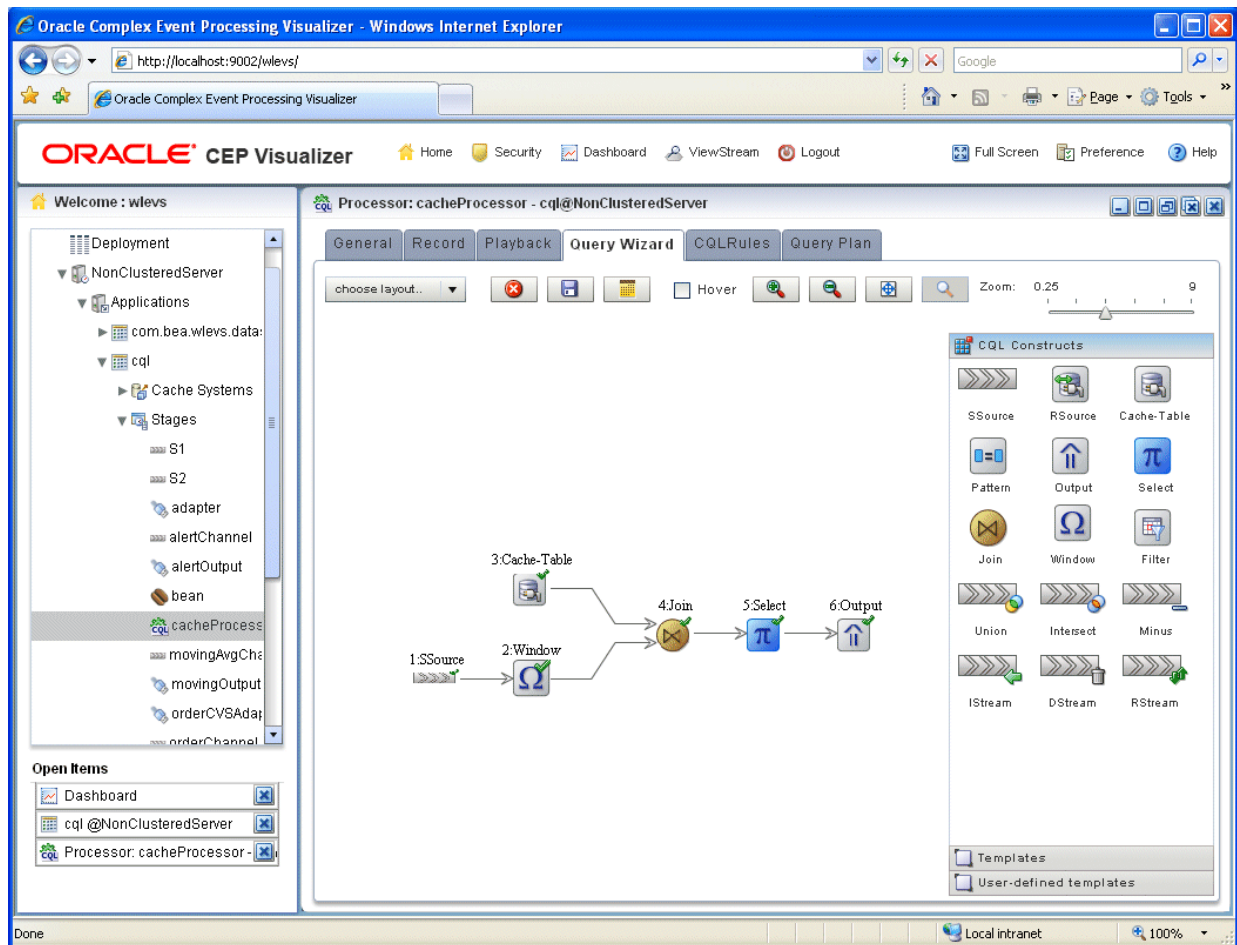 Oracle Complex Event Processing Visualizer - Windows Internet Explorer
http://localhost:9002/wlevs/
Google
Oracle Complex Event Processing Visualizer
Page
Tools
»
ORACLE CEP Visualizer
Home
Security
Dashboard
ViewStream
Logout
Full Screen
Preference
Help
Welcome : wlevs
Deployment
NonClusteredServer
Applications
com.bea.wlevs.data:
cql
Cache Systems
Stages
S1
S2
adapter
alertChannel
alertOutput
bean
cacheProcess
movingAvgCha
movingOutput
orderCVSAdap
orderChannel
Open Items
Dashboard
cql @NonClusteredServer
Processor: cacheProcessor -
Processor: cacheProcessor - cql@NonClusteredServer
General Record Playback Query Wizard CQLRules Query Plan
choose layout..
Hover
Zoom: 0.25 9
3:Cache-Table
4:Join 5:Select 6:Output
1:SSource 2:Window
CQL Constructs
SSource RSource Cache-Table
Pattern Output Select
Join Window Filter
Union Intersect Minus
IStream DStream RStream
Templates
User-defined templates
Done
Local intranet
100%